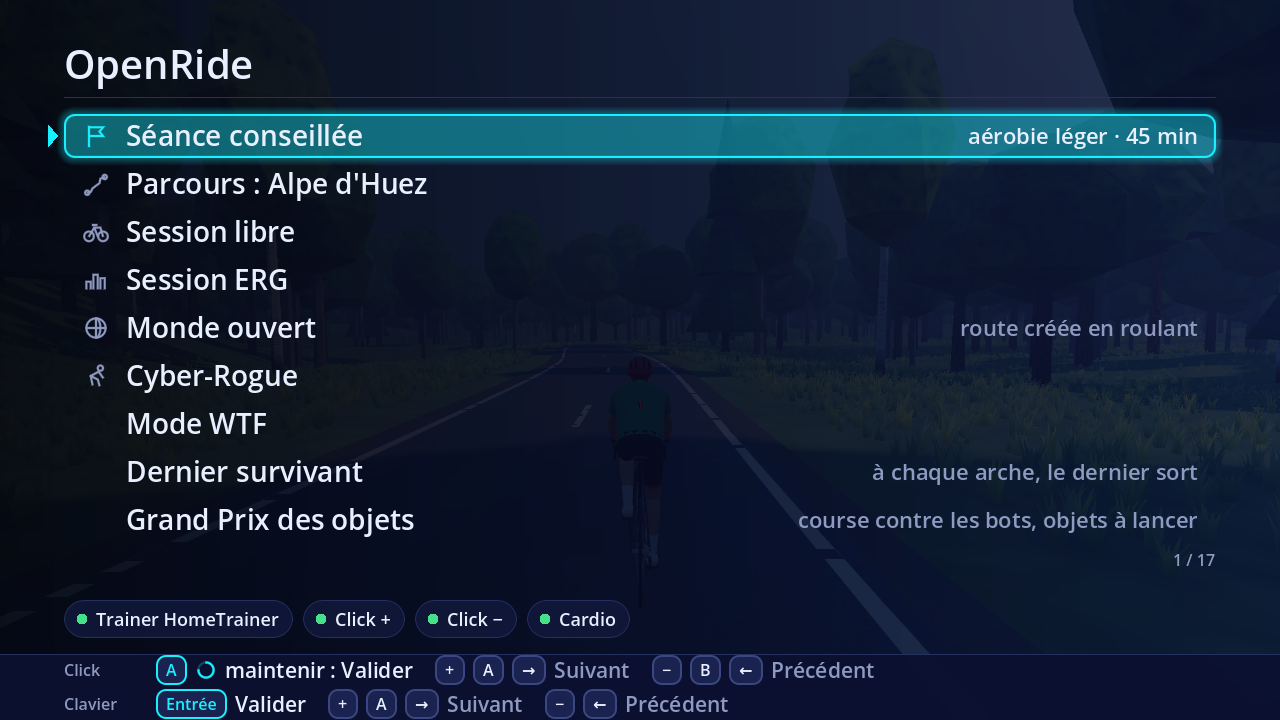 OpenRide
Séance conseillée aérobie léger · 45 min
Parcours : Alpe d'Huez
Session libre
Session ERG
Monde ouvert route créée en roulant
Cyber-Rogue
Mode WTF
Dernier survivant à chaque arche, le dernier sort
Grand Prix des objets course contre les bots, objets à lancer
1 / 17
Trainer HomeTrainer Click + Click − Cardio
Click A maintenir : Valider + A → Suivant − B ← Précédent
Clavier Entrée Valider + A → Suivant − ← Précédent